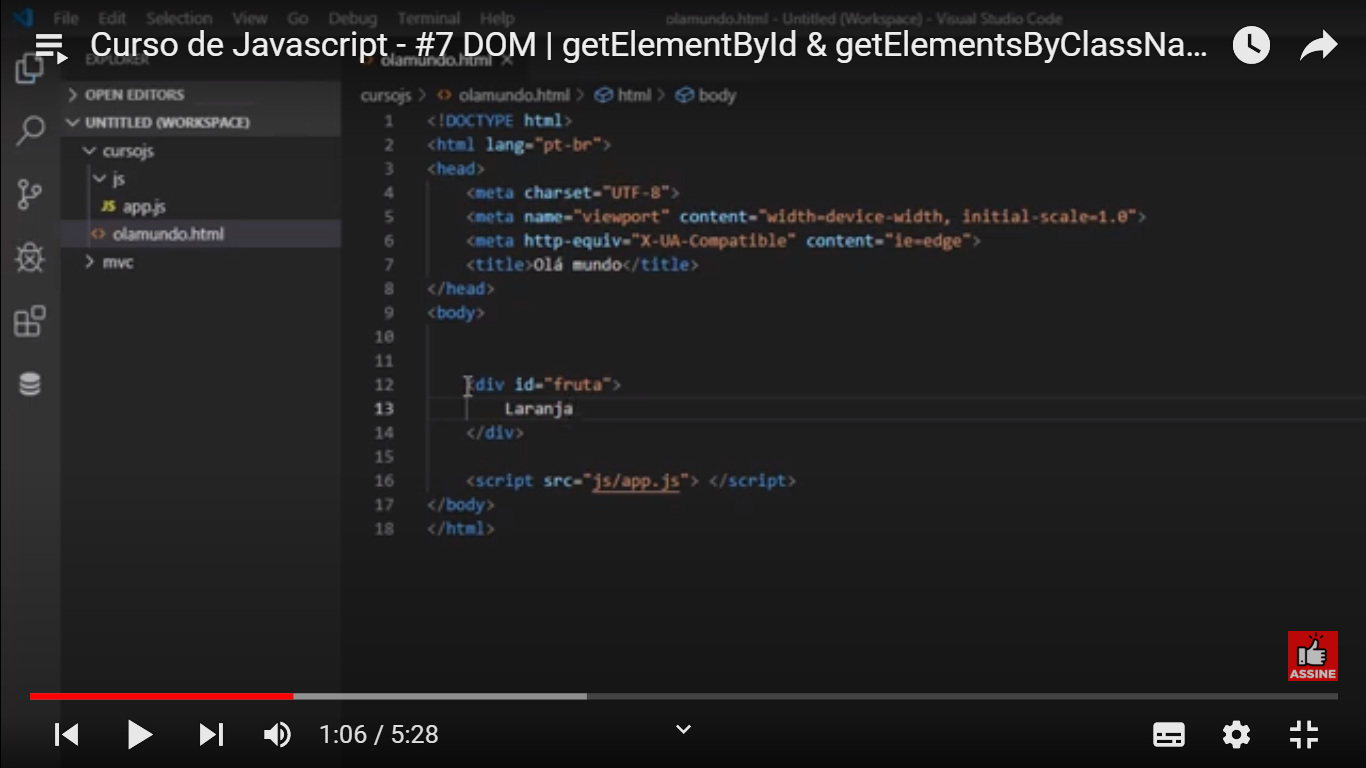 File Edit Selection View Go Debug Terminal Help
olamundo.html - Untitled (Workspace) - Visual Studio Code
Curso de Javascript - #7 DOM | getElementById & getElementsByClassNa...
EXPLORER
olamundo.html ×
OPEN EDITORS
UNTITLED (WORKSPACE)
cursojs
js
JS app.js
olamundo.html
mvc
cursojs > olamundo.html > html > body
1 <!DOCTYPE html>
2 <html lang="pt-br">
3 <head>
4 <meta charset="UTF-8">
5 <meta name="viewport" content="width=device-width, initial-scale=1.0">
6 <meta http-equiv="X-UA-Compatible" content="ie=edge">
7 <title>Olá mundo</title>
8 </head>
9 <body>
10
11
12 <div id="fruta">
13 Laranja
14 </div>
15
16 <script src="js/app.js"> </script>
17 </body>
18 </html>
ASSINE
1:06 / 5:28